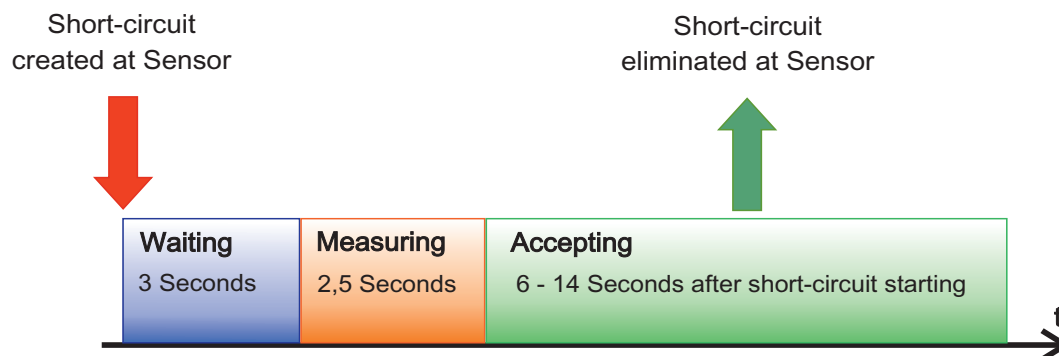 Short-circuit
created at Sensor
Short-circuit
eliminated at Sensor
Waiting
3 Seconds
Measuring
2,5 Seconds
Accepting
6 - 14 Seconds after short-circuit starting
t